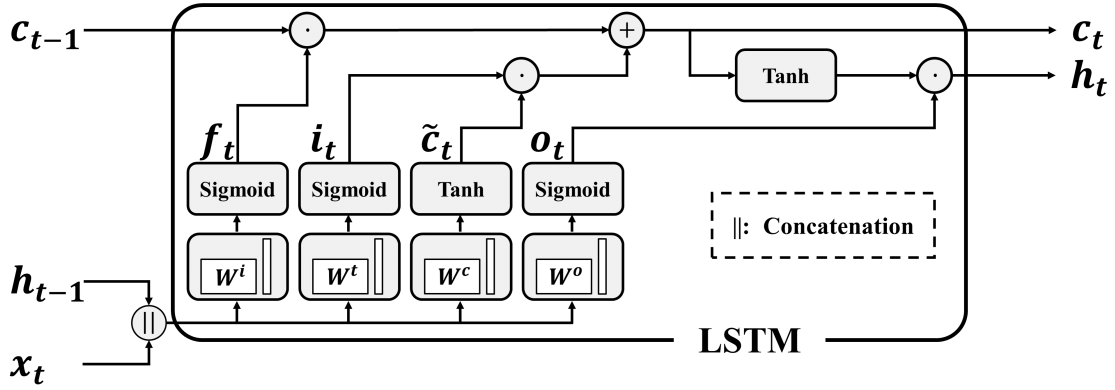 c_{t-1}
c_t
h_t
Tanh
f_t
i_t
c̃_t
o_t
Sigmoid
Sigmoid
Tanh
Sigmoid
||: Concatenation
W^i
W^t
W^c
W^o
h_{t-1}
||
x_t
LSTM